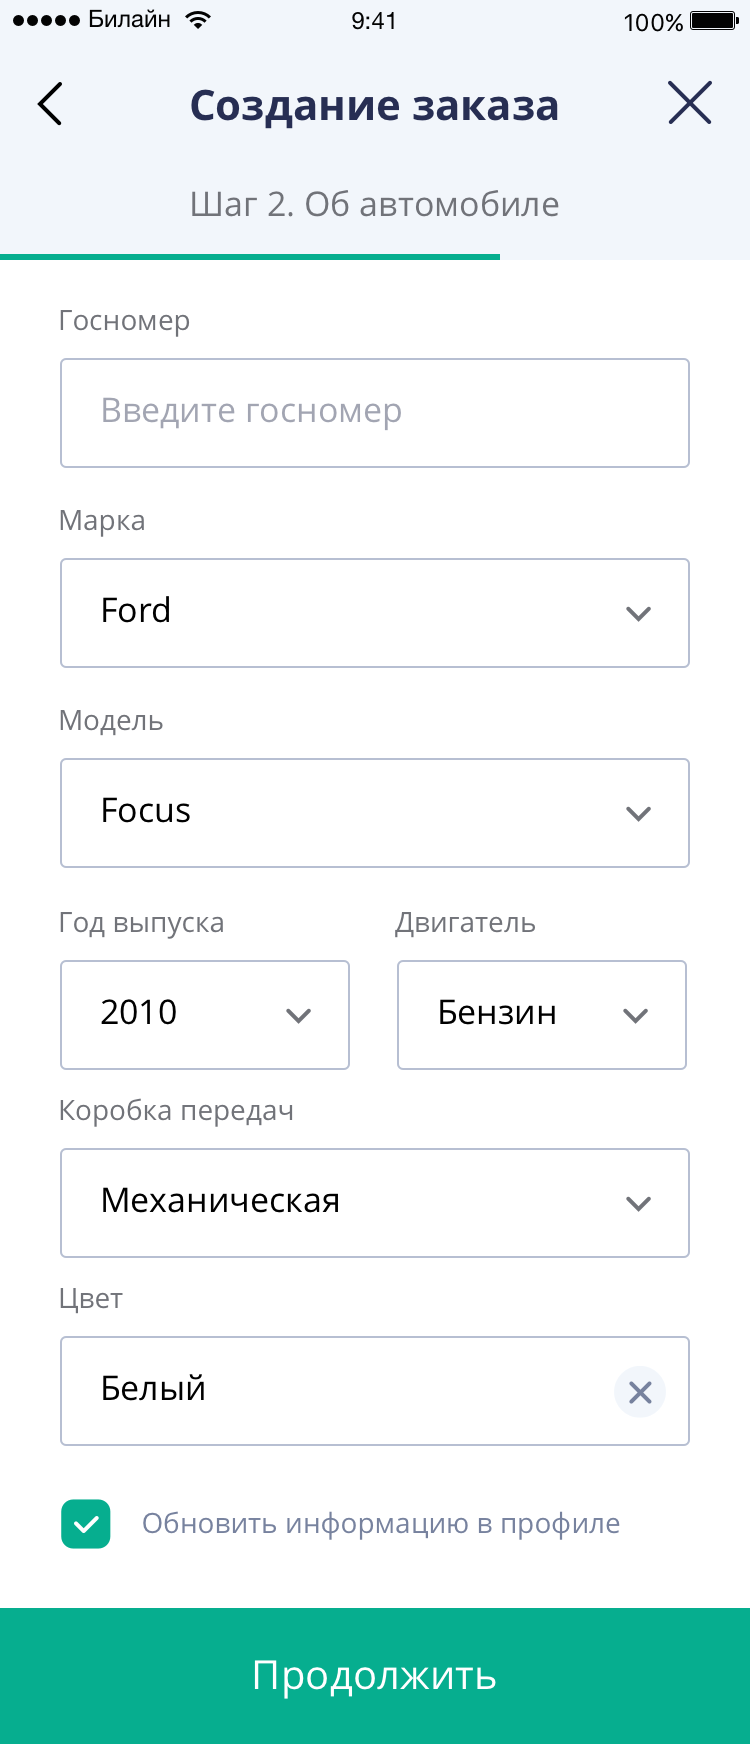 Билайн 9:41 100%
Создание заказа
Шаг 2. Об автомобиле
Госномер
Введите госномер
Марка
Ford
Модель
Focus
Год выпуска Двигатель
2010 Бензин
Коробка передач
Механическая
Цвет
Белый
Обновить информацию в профиле
Продолжить